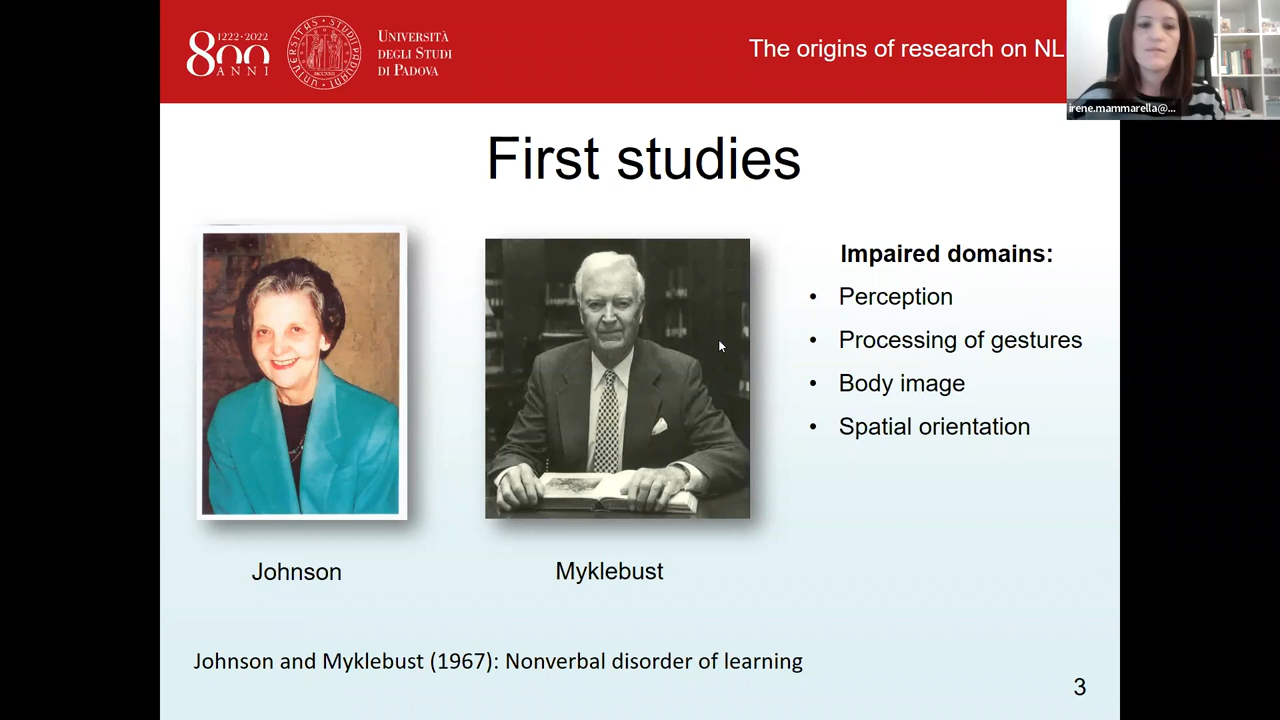 1222·2022
800
ANNI
UNIVERSITÀ
DEGLI STUDI
DI PADOVA
The origins of research on NL
irene.mammarella@...
First studies
Impaired domains:
• Perception
• Processing of gestures
• Body image
• Spatial orientation
Johnson
Myklebust
Johnson and Myklebust (1967): Nonverbal disorder of learning
3